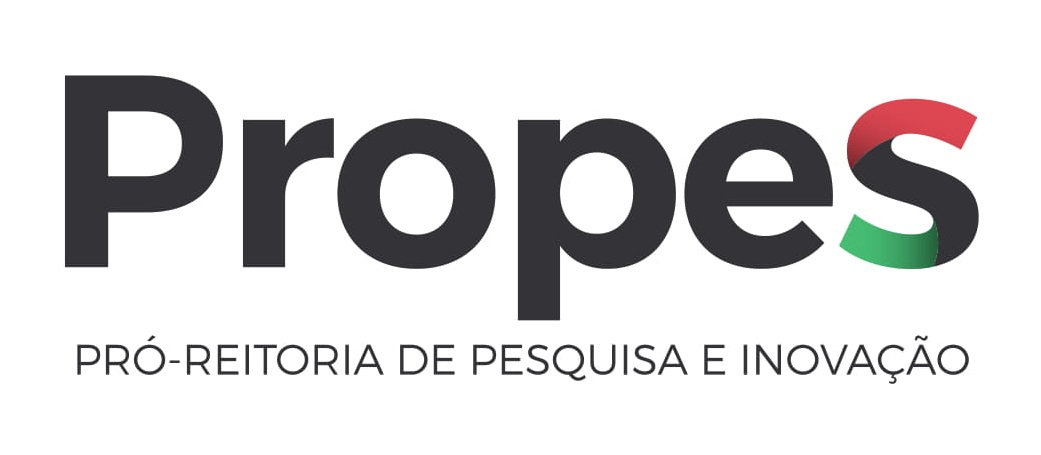 Propes
PRÓ-REITORIA DE PESQUISA E INOVAÇÃO